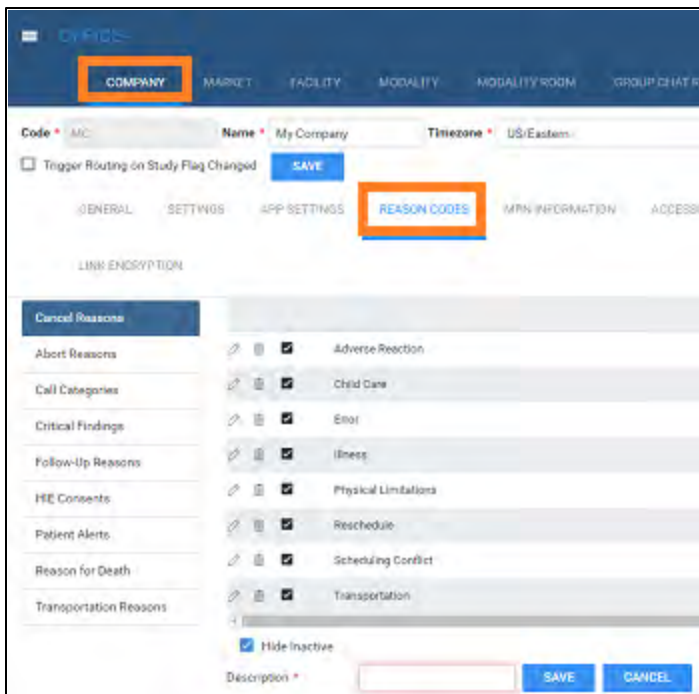 OFFICE
COMPANY MARKET FACILITY MODALITY MODALITY ROOM GROUP CHAT R
Code * MC Name * My Company Timezone * US/Eastern
Trigger Routing on Study Flag Changed SAVE
GENERAL SETTINGS APP SETTINGS REASON CODES MRN INFORMATION ACCESS
LINK ENCRYPTION
Cancel Reasons
Abort Reasons
Call Categories
Critical Findings
Follow-Up Reasons
HIE Consents
Patient Alerts
Reason for Death
Transportation Reasons
Adverse Reaction
Child Care
Error
Illness
Physical Limitations
Reschedule
Scheduling Conflict
Transportation
Hide Inactive
Description * SAVE CANCEL